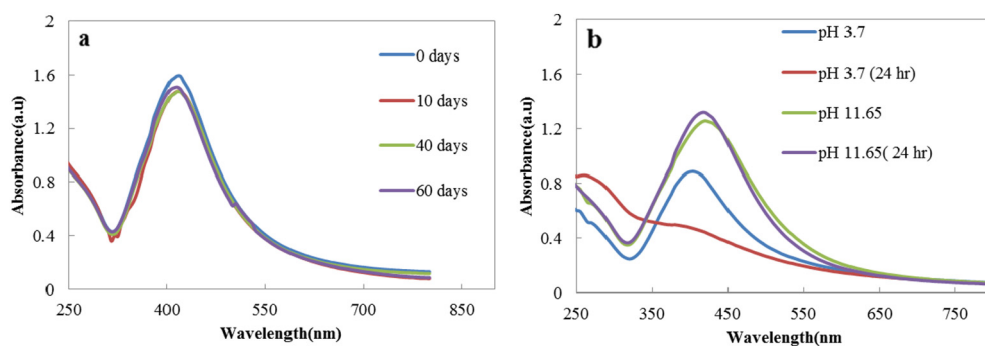 a
2
1.6
1.2
0.8
0.4
0
Absorbance(a.u)
250
400
550
700
850
Wavelength(nm)
0 days
10 days
40 days
60 days
b
2
1.6
1.2
0.8
0.4
0
Absorbance(a.u)
250
350
450
550
650
750
Wavelength(nm
pH 3.7
pH 3.7 (24 hr)
pH 11.65
pH 11.65( 24 hr)